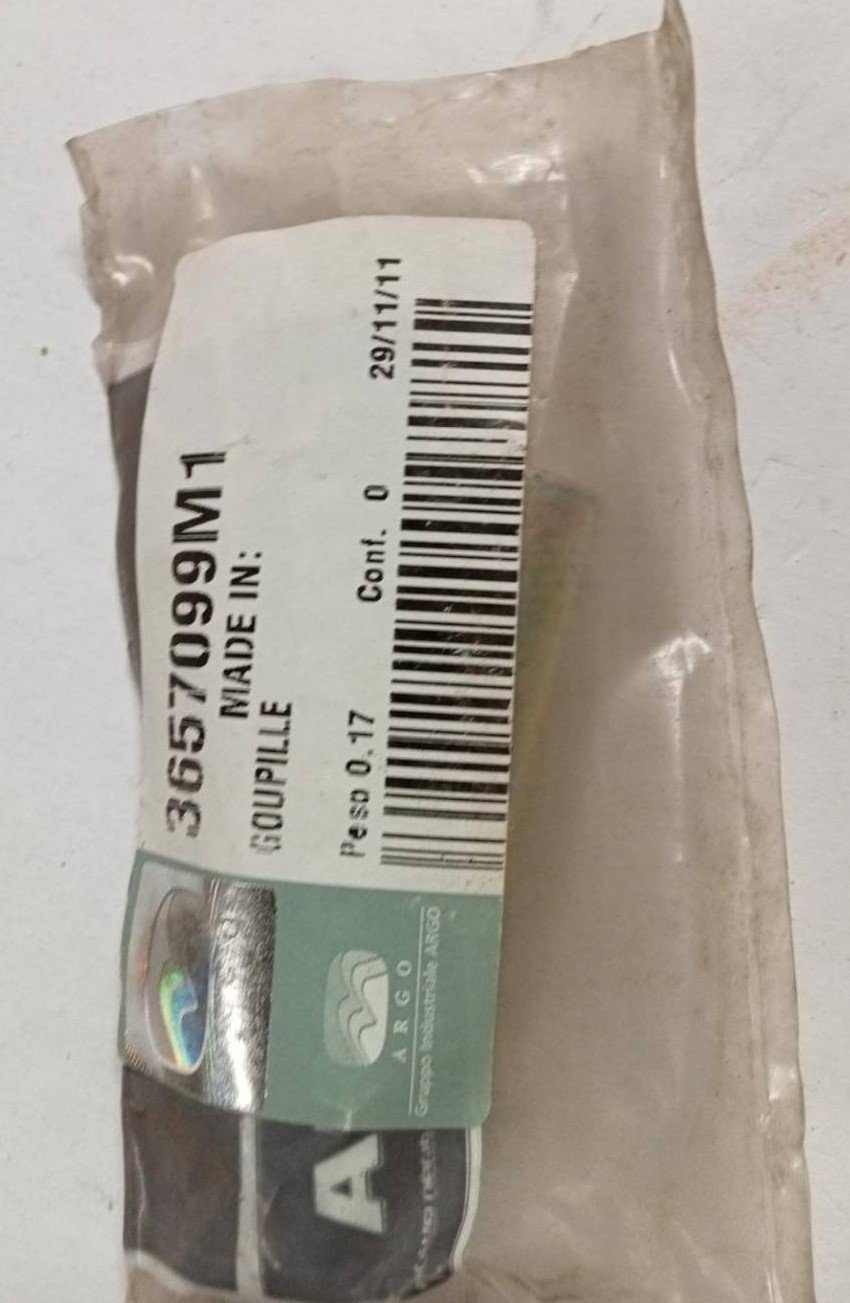 3657099M1
MADE IN:
GOUPILLE
Peso 0.17 Conf. 0 29/11/11
ARGO
Gruppo Industriale ARGO
A